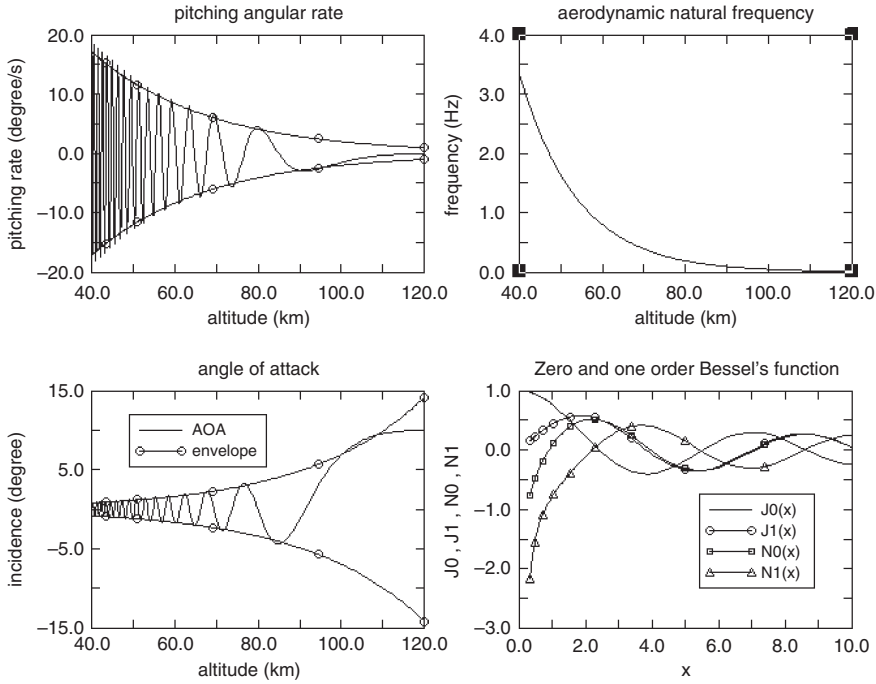 pitching angular rate
20.0
10.0
0.0
−10.0
−20.0
pitching rate (degree/s)
40.0 60.0 80.0 100.0 120.0
altitude (km)
aerodynamic natural frequency
4.0
3.0
2.0
1.0
0.0
frequency (Hz)
40.0 60.0 80.0 100.0 120.0
altitude (km)
angle of attack
15.0
5.0
−5.0
−15.0
incidence (degree)
AOA
envelope
40.0 60.0 80.0 100.0 120.0
altitude (km)
Zero and one order Bessel's function
1.0
0.0
−1.0
−2.0
−3.0
J0 , J1 , N0 , N1
J0(x)
J1(x)
N0(x)
N1(x)
0.0 2.0 4.0 6.0 8.0 10.0
x